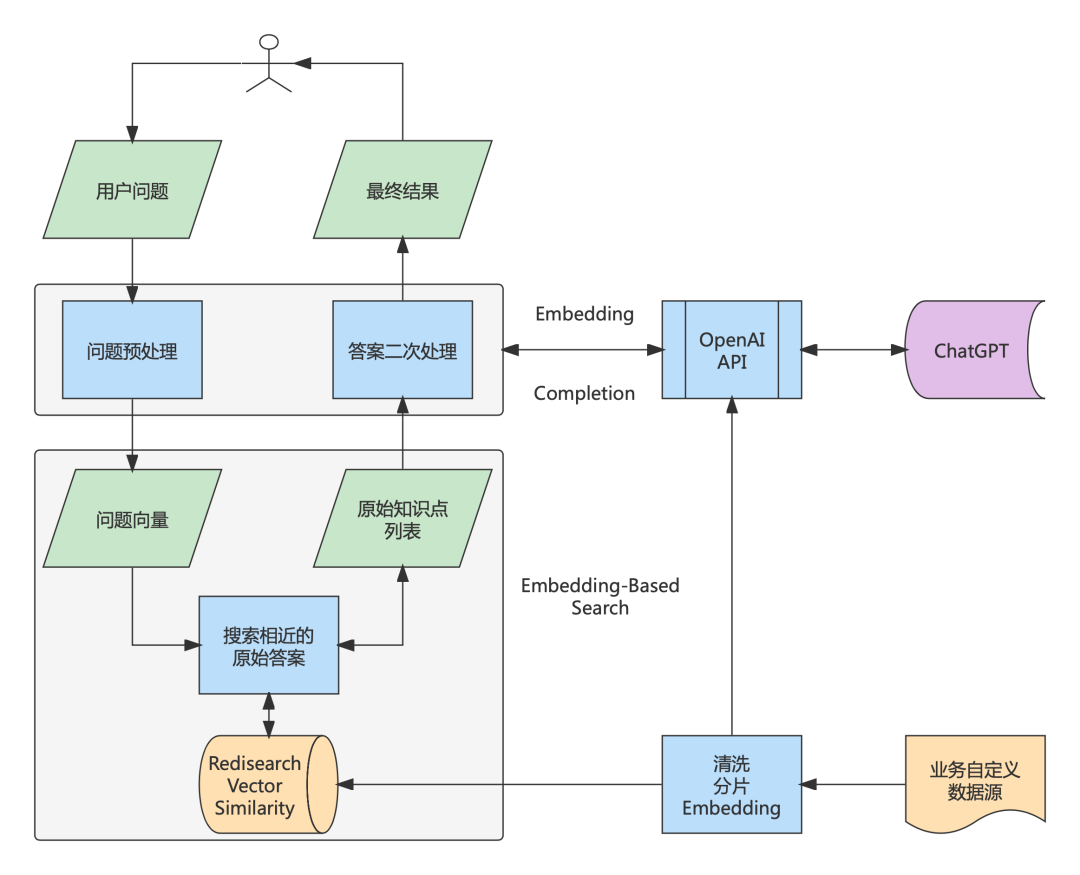 用户问题
最终结果
问题预处理
答案二次处理
Embedding
Completion
OpenAI
API
ChatGPT
问题向量
原始知识点
列表
搜索相近的
原始答案
Embedding-Based
Search
Redisearch
Vector
Similarity
清洗
分片
Embedding
业务自定义
数据源